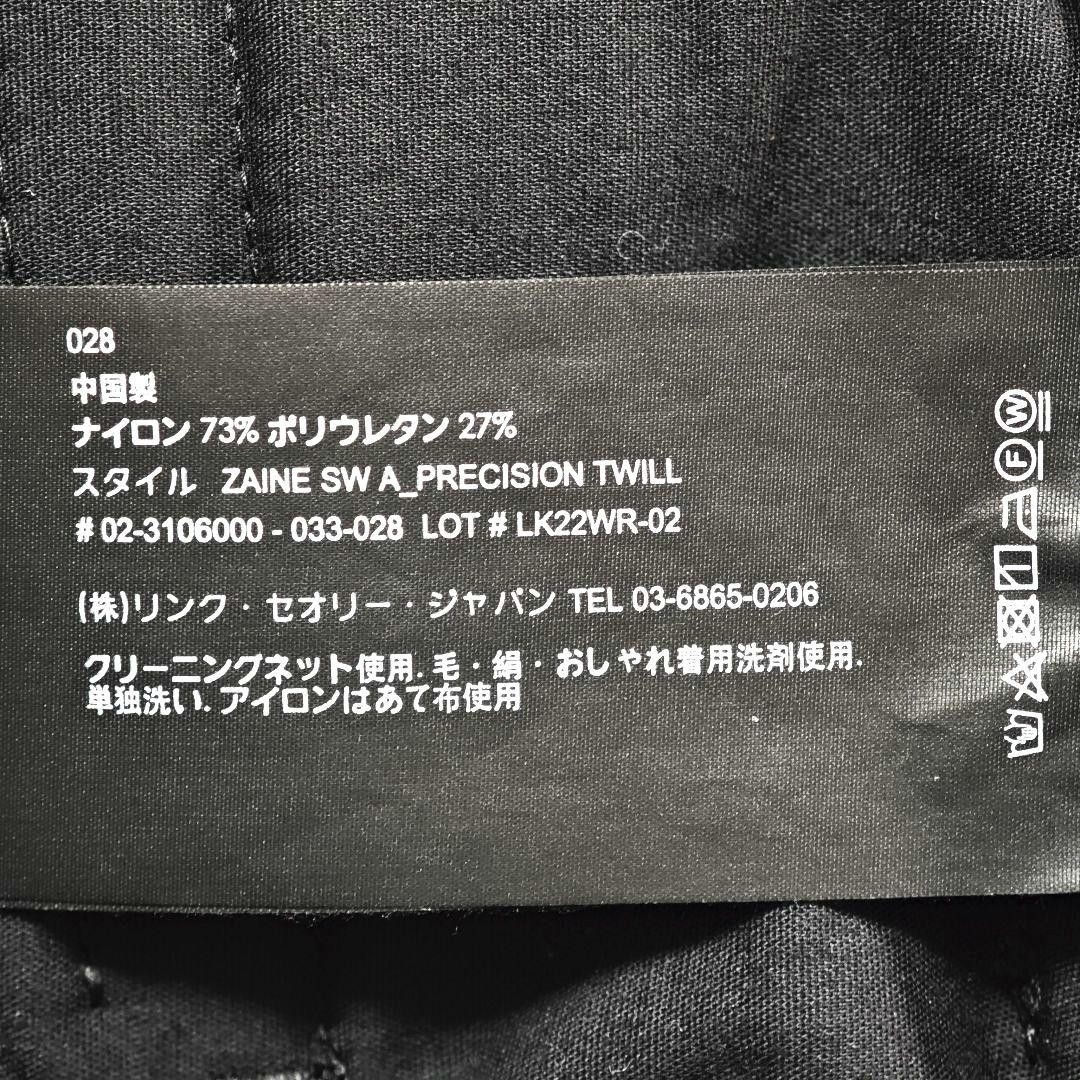 028
中国製
ナイロン 73% ポリウレタン 27%
スタイル ZAINE SW A_PRECISION TWILL
# 02-3106000 - 033-028 LOT # LK22WR-02
(株)リンク・セオリー・ジャパン TEL 03-6865-0206
クリーニングネット使用. 毛・絹・おしゃれ着用洗剤使用.
単独洗い. アイロンはあて布使用
W
F